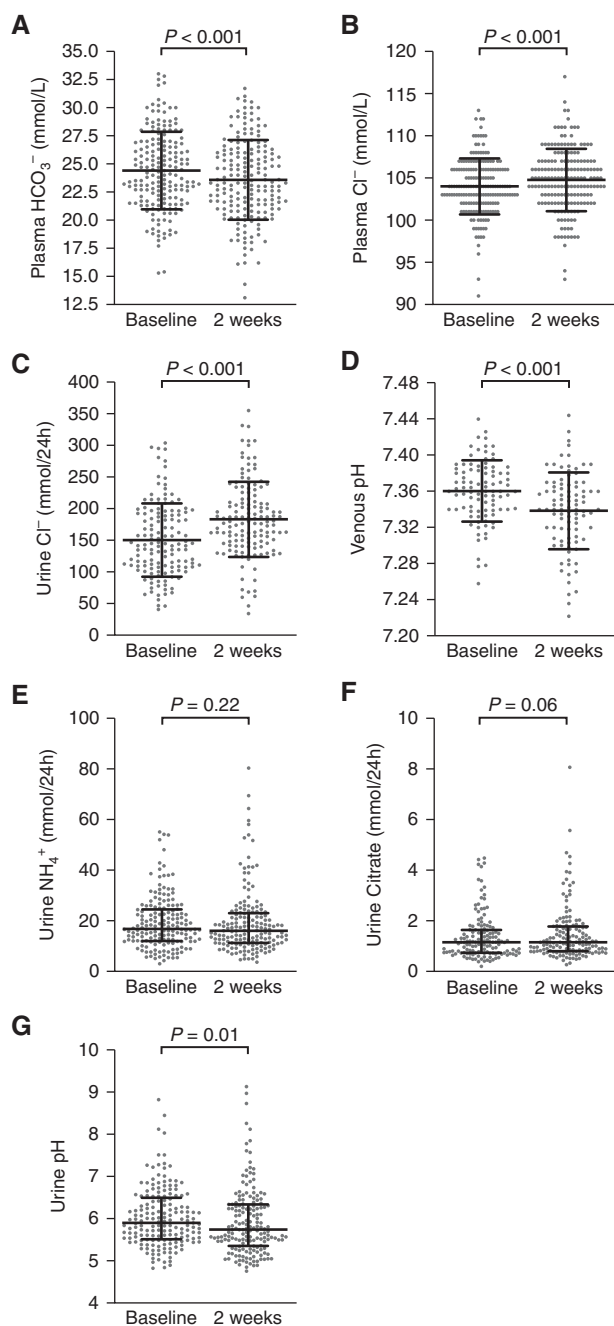 A
P < 0.001
Plasma HCO₃⁻ (mmol/L)
35.0
32.5
30.0
27.5
25.0
22.5
20.0
17.5
15.0
12.5
Baseline 2 weeks
B
P < 0.001
Plasma Cl⁻ (mmol/L)
120
115
110
105
100
95
90
Baseline 2 weeks
C
P < 0.001
Urine Cl⁻ (mmol/24h)
400
350
300
250
200
150
100
50
0
Baseline 2 weeks
D
P < 0.001
Venous pH
7.48
7.44
7.40
7.36
7.32
7.28
7.24
7.20
Baseline 2 weeks
E
P = 0.22
Urine NH₄⁺ (mmol/24h)
100
80
60
40
20
0
Baseline 2 weeks
F
P = 0.06
Urine Citrate (mmol/24h)
10
8
6
4
2
0
Baseline 2 weeks
G
P = 0.01
Urine pH
10
9
8
7
6
5
4
Baseline 2 weeks